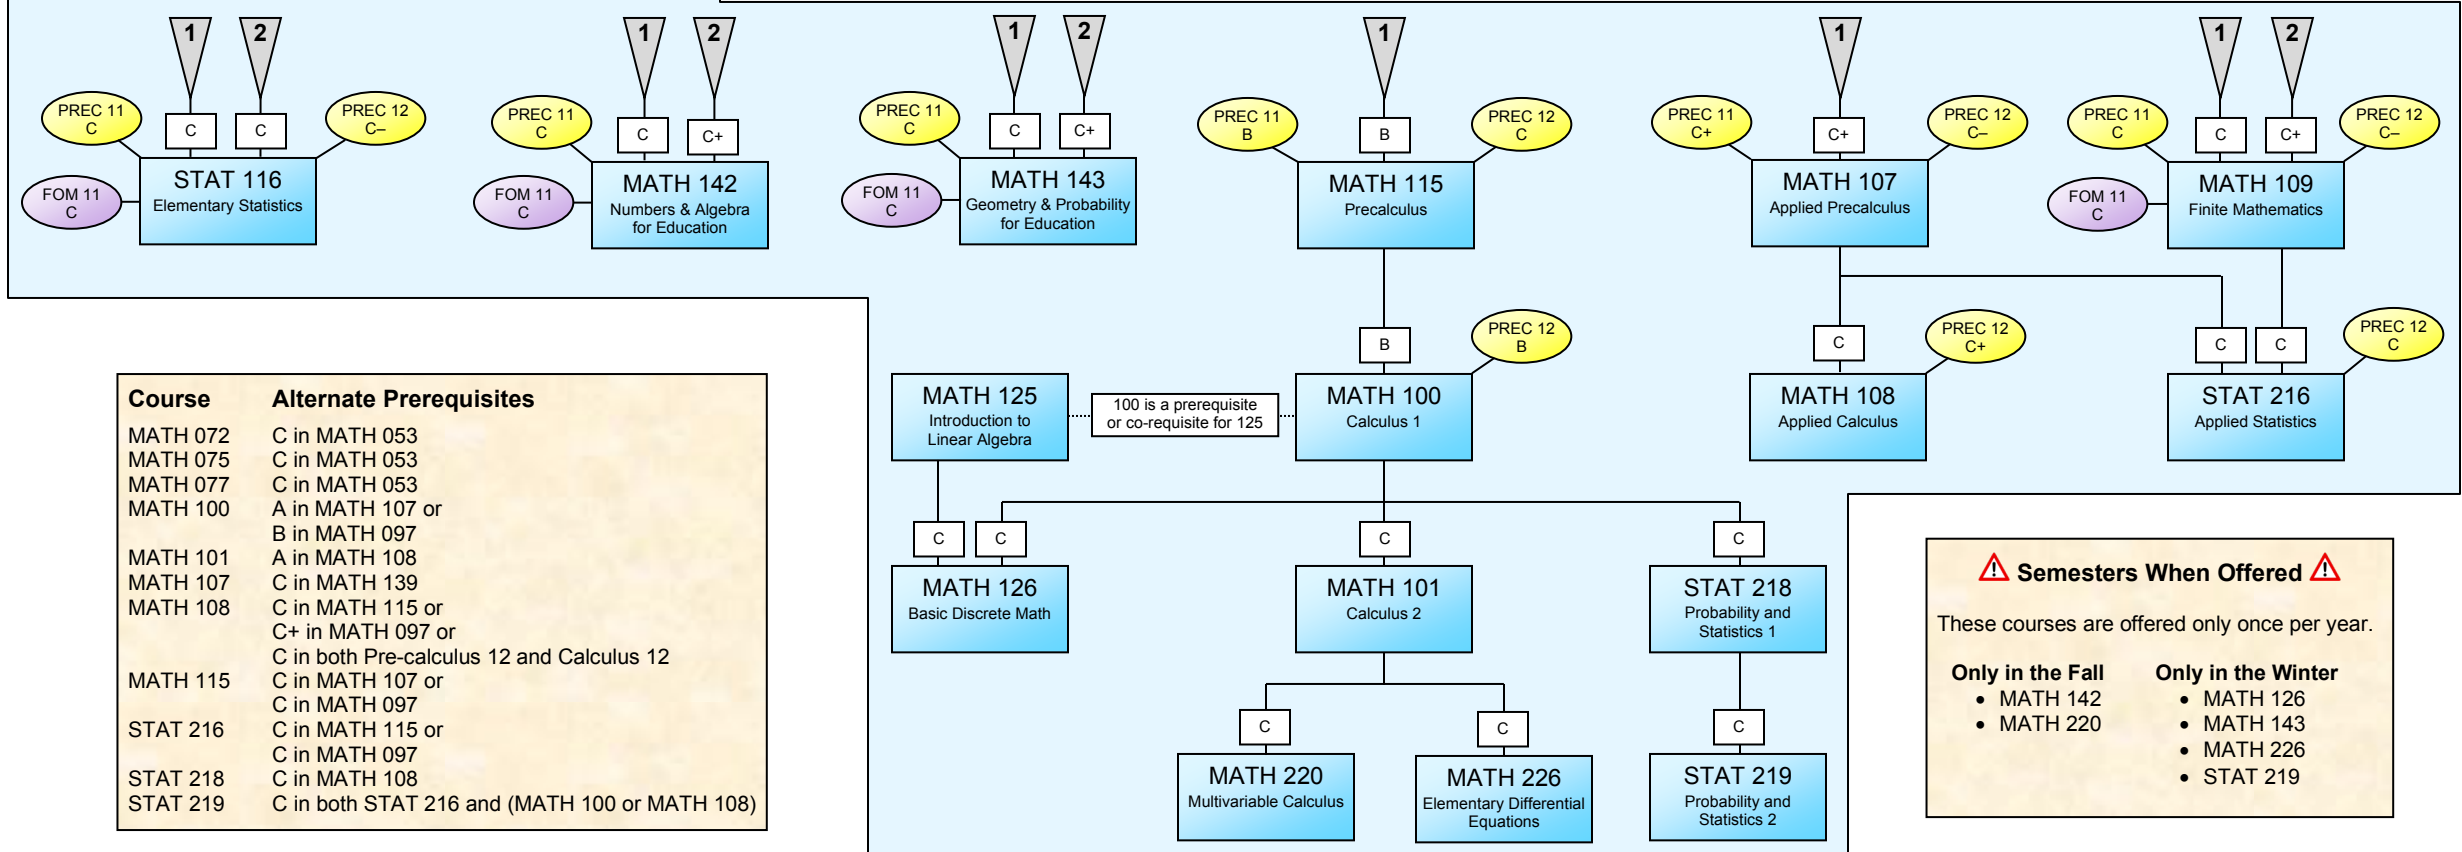 1
2
1
2
1
2
1
1
1
2
PREC 11
C
C
C
PREC 12
C–
FOM 11
C
STAT 116
Elementary Statistics
PREC 11
C
C
C+
FOM 11
C
MATH 142
Numbers & Algebra
for Education
PREC 11
C
C
C+
FOM 11
C
MATH 143
Geometry & Probability
for Education
PREC 11
B
B
PREC 12
C
MATH 115
Precalculus
PREC 11
C+
C+
PREC 12
C–
MATH 107
Applied Precalculus
PREC 11
C
C
C+
PREC 12
C–
FOM 11
C
MATH 109
Finite Mathematics
B
PREC 12
B
C
PREC 12
C+
C
C
PREC 12
C
MATH 125
Introduction to
Linear Algebra
100 is a prerequisite
or co-requisite for 125
MATH 100
Calculus 1
MATH 108
Applied Calculus
STAT 216
Applied Statistics
C
C
C
C
MATH 126
Basic Discrete Math
MATH 101
Calculus 2
STAT 218
Probability and
Statistics 1
C
C
C
MATH 220
Multivariable Calculus
MATH 226
Elementary Differential
Equations
STAT 219
Probability and
Statistics 2
Course Alternate Prerequisites
MATH 072 C in MATH 053
MATH 075 C in MATH 053
MATH 077 C in MATH 053
MATH 100 A in MATH 107 or
B in MATH 097
MATH 101 A in MATH 108
MATH 107 C in MATH 139
MATH 108 C in MATH 115 or
C+ in MATH 097 or
C in both Pre-calculus 12 and Calculus 12
MATH 115 C in MATH 107 or
C in MATH 097
STAT 216 C in MATH 115 or
C in MATH 097
STAT 218 C in MATH 108
STAT 219 C in both STAT 216 and (MATH 100 or MATH 108)
! Semesters When Offered !
These courses are offered only once per year.
Only in the Fall Only in the Winter
• MATH 142 • MATH 126
• MATH 220 • MATH 143
• MATH 226
• STAT 219